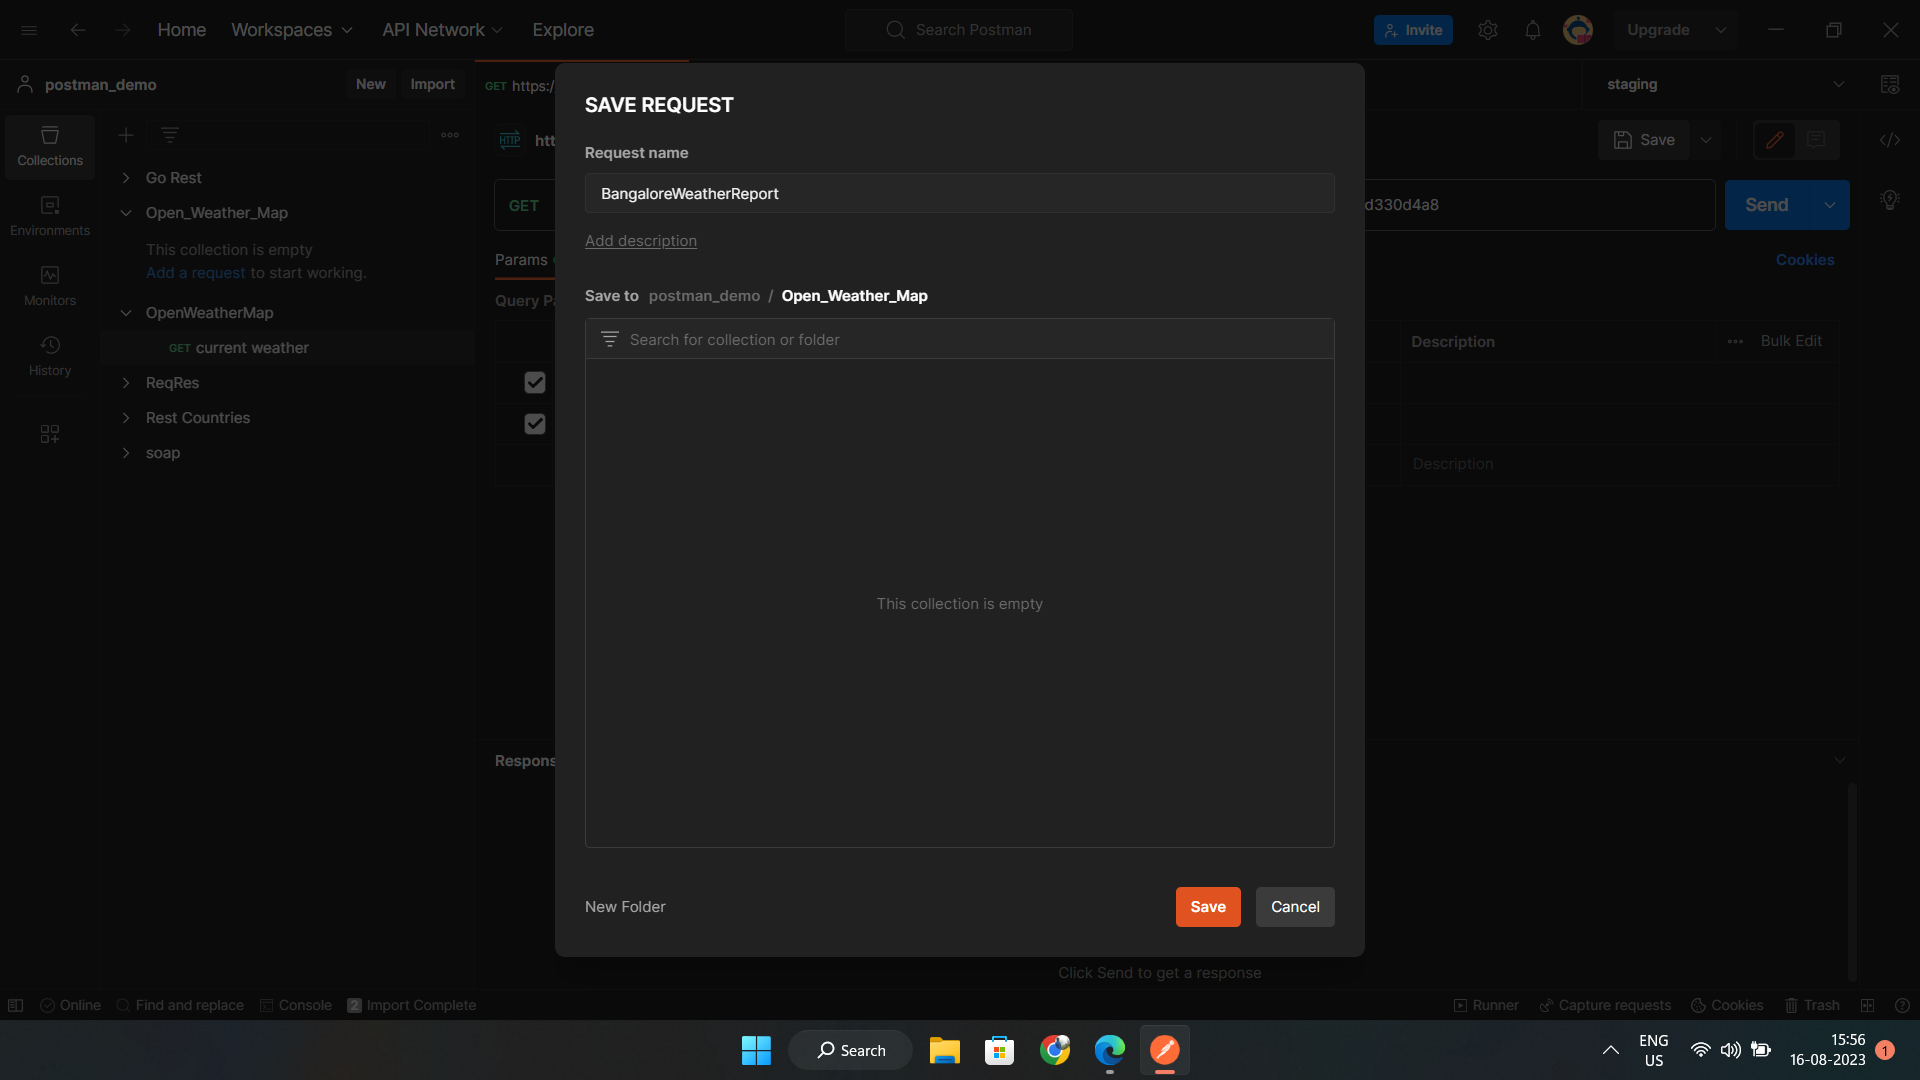 Home Workspaces API Network Explore
Search Postman
Invite
Upgrade
postman_demo
New
Import
GET https:/
staging
Collections
Environments
Monitors
History
Go Rest
Open_Weather_Map
This collection is empty
Add a request to start working.
OpenWeatherMap
GET current weather
ReqRes
Rest Countries
soap
HTTP htt
Save
GET
d330d4a8
Send
Params
Cookies
Query Pa
Description
Bulk Edit
Description
Respons
Click Send to get a response
SAVE REQUEST
Request name
BangaloreWeatherReport
Add description
Save to postman_demo / Open_Weather_Map
Search for collection or folder
This collection is empty
New Folder
Save
Cancel
Online Find and replace Console 2 Import Complete
Runner Capture requests Cookies Trash
Search
ENG
US
15:56
16-08-2023
1